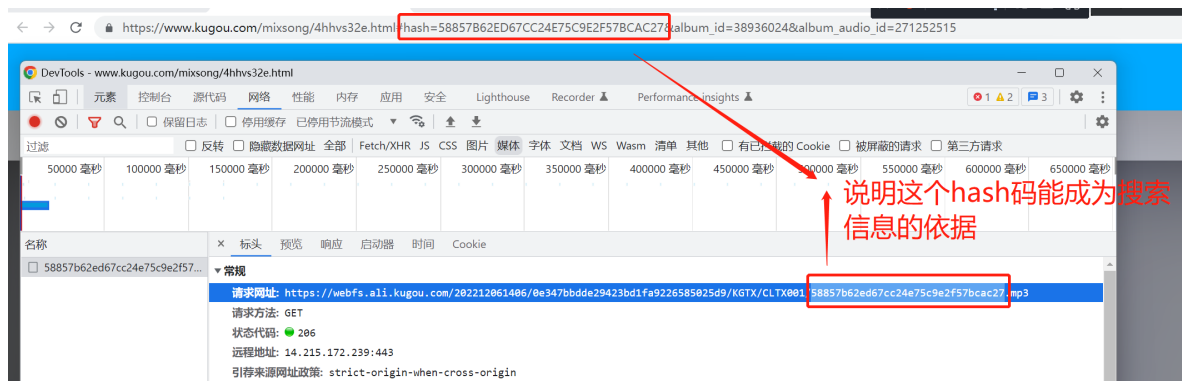 https://www.kugou.com/mixsong/4hhvs32e.html#hash=58857B62ED67CC24E75C9E2F57BCAC27&album_id=38936024&album_audio_id=271252515
DevTools - www.kugou.com/mixsong/4hhvs32e.html
元素 控制台 源代码 网络 性能 内存 应用 安全 Lighthouse Recorder Performance insights 1 2 3
保留日志 停用缓存 已停用节流模式
过滤 反转 隐藏数据网址 全部 Fetch/XHR JS CSS 图片 媒体 字体 文档 WS Wasm 清单 其他 有已拦截的 Cookie 被屏蔽的请求 第三方请求
50000 毫秒 100000 毫秒 150000 毫秒 200000 毫秒 250000 毫秒 300000 毫秒 350000 毫秒 400000 毫秒 450000 毫秒 500000 毫秒 550000 毫秒 600000 毫秒 650000 毫秒
说明这个hash码能成为搜索
信息的依据
名称 × 标头 预览 响应 启动器 时间 Cookie
58857b62ed67cc24e75c9e2f57...
常规
请求网址: https://webfs.ali.kugou.com/202212061406/0e347bbdde29423bd1fa9226585025d9/KGTX/CLTX001/58857b62ed67cc24e75c9e2f57bcac27.mp3
请求方法: GET
状态代码: 206
远程地址: 14.215.172.239:443
引荐来源网址政策: strict-origin-when-cross-origin